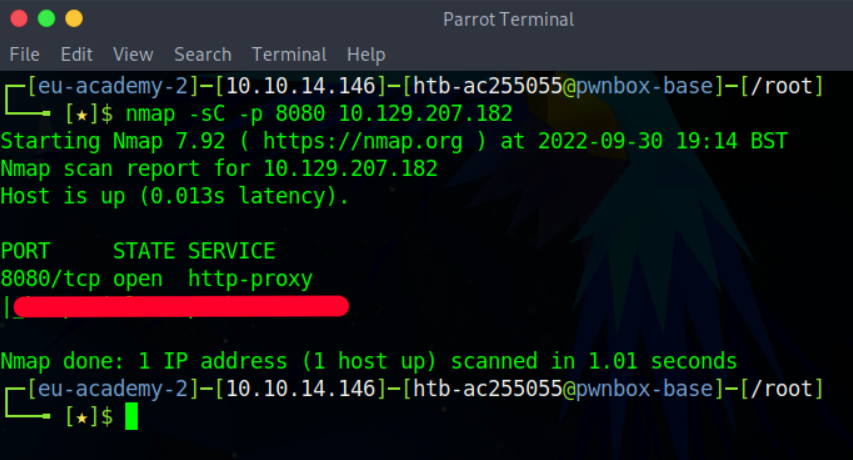 Parrot Terminal
File Edit View Search Terminal Help
┌─[eu-academy-2]─[10.10.14.146]─[htb-ac255055@pwnbox-base]─[/root]
└──╼ [★]$ nmap -sC -p 8080 10.129.207.182
Starting Nmap 7.92 ( https://nmap.org ) at 2022-09-30 19:14 BST
Nmap scan report for 10.129.207.182
Host is up (0.013s latency).
PORT     STATE SERVICE
8080/tcp open  http-proxy
|_
Nmap done: 1 IP address (1 host up) scanned in 1.01 seconds
┌─[eu-academy-2]─[10.10.14.146]─[htb-ac255055@pwnbox-base]─[/root]
└──╼ [★]$